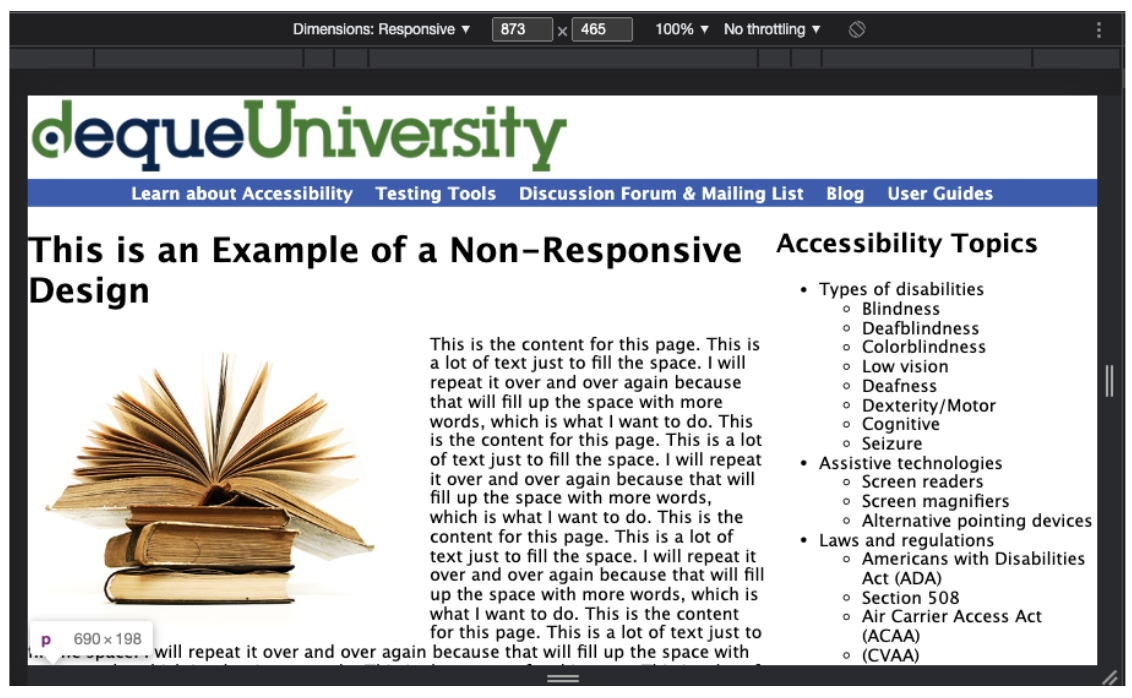 Dimensions: Responsive ▼ 873 × 465 100% ▼ No throttling ▼
dequeUniversity
Learn about Accessibility Testing Tools Discussion Forum & Mailing List Blog User Guides
This is an Example of a Non-Responsive
Design
This is the content for this page. This is
a lot of text just to fill the space. I will
repeat it over and over again because
that will fill up the space with more
words, which is what I want to do. This
is the content for this page. This is a lot
of text just to fill the space. I will repeat
it over and over again because that will
fill up the space with more words,
which is what I want to do. This is the
content for this page. This is a lot of
text just to fill the space. I will repeat it
over and over again because that will fill
up the space with more words, which is
what I want to do. This is the content
for this page. This is a lot of text just to
will repeat it over and over again because that will fill up the space with
p 690 × 198
Accessibility Topics
• Types of disabilities
◦ Blindness
◦ Deafblindness
◦ Colorblindness
◦ Low vision
◦ Deafness
◦ Dexterity/Motor
◦ Cognitive
◦ Seizure
• Assistive technologies
◦ Screen readers
◦ Screen magnifiers
◦ Alternative pointing devices
• Laws and regulations
◦ Americans with Disabilities
Act (ADA)
◦ Section 508
◦ Air Carrier Access Act
(ACAA)
◦ (CVAA)